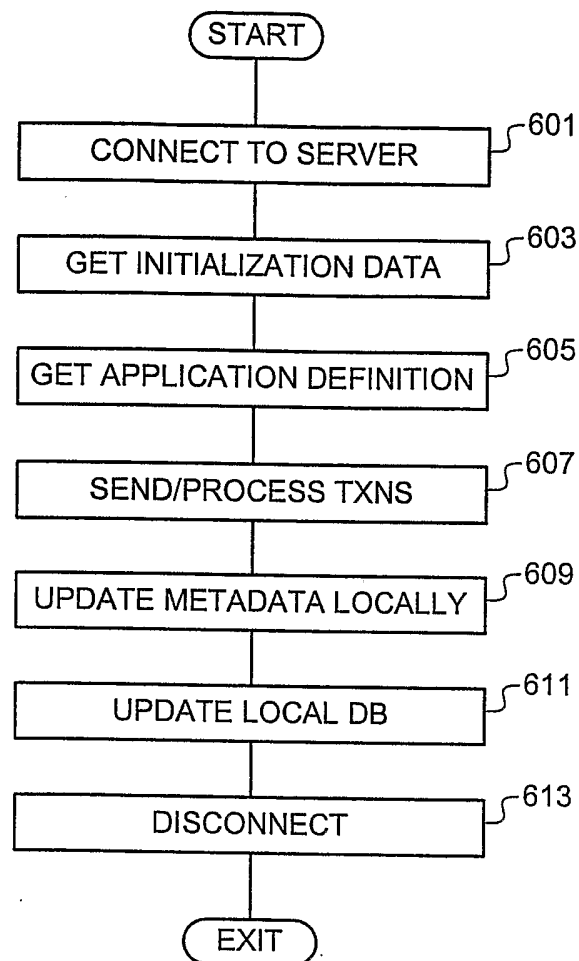 START
CONNECT TO SERVER
601
GET INITIALIZATION DATA
603
GET APPLICATION DEFINITION
605
SEND/PROCESS TXNS
607
UPDATE METADATA LOCALLY
609
UPDATE LOCAL DB
611
DISCONNECT
613
EXIT